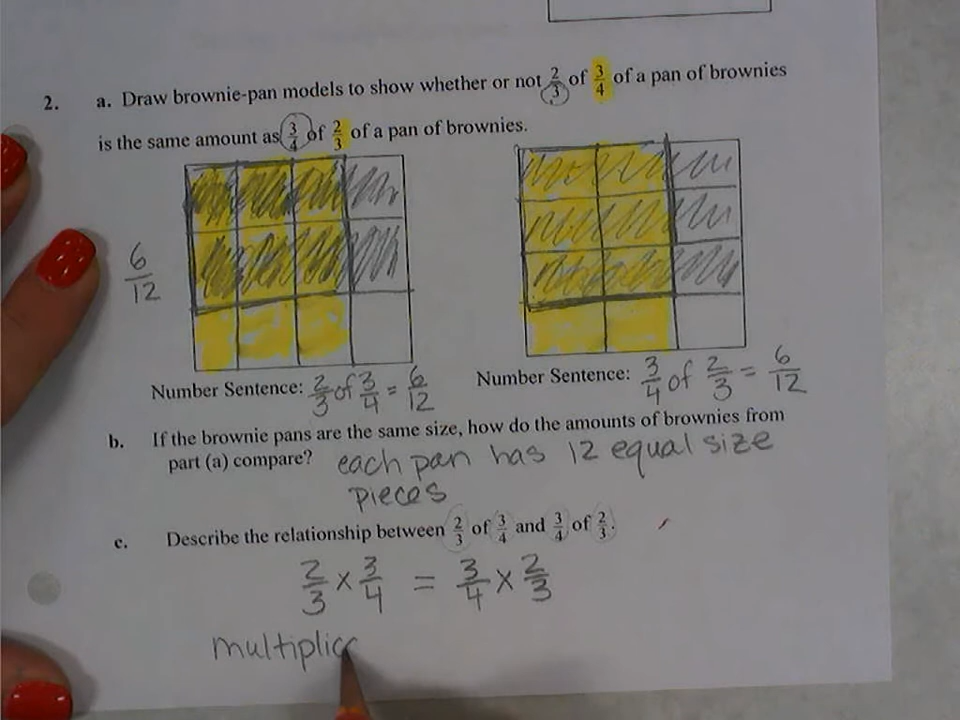 2. a. Draw brownie-pan models to show whether or not 2/3 of 3/4 of a pan of brownies
is the same amount as 3/4 of 2/3 of a pan of brownies.
6/12
Number Sentence: 2/3 of 3/4 = 6/12
Number Sentence: 3/4 of 2/3 = 6/12
b. If the brownie pans are the same size, how do the amounts of brownies from
part (a) compare? each pan has 12 equal size
pieces
c. Describe the relationship between 2/3 of 3/4 and 3/4 of 2/3.
2/3 x 3/4 = 3/4 x 2/3
multiplic